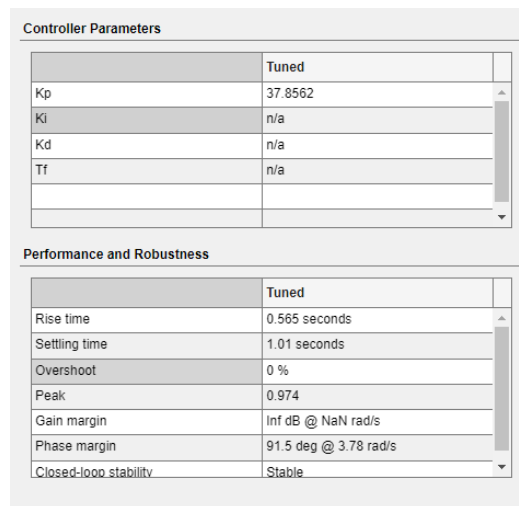 Controller Parameters
Tuned
Kp 37.8562
Ki n/a
Kd n/a
Tf n/a
Performance and Robustness
Tuned
Rise time 0.565 seconds
Settling time 1.01 seconds
Overshoot 0 %
Peak 0.974
Gain margin Inf dB @ NaN rad/s
Phase margin 91.5 deg @ 3.78 rad/s
Closed-loop stability Stable